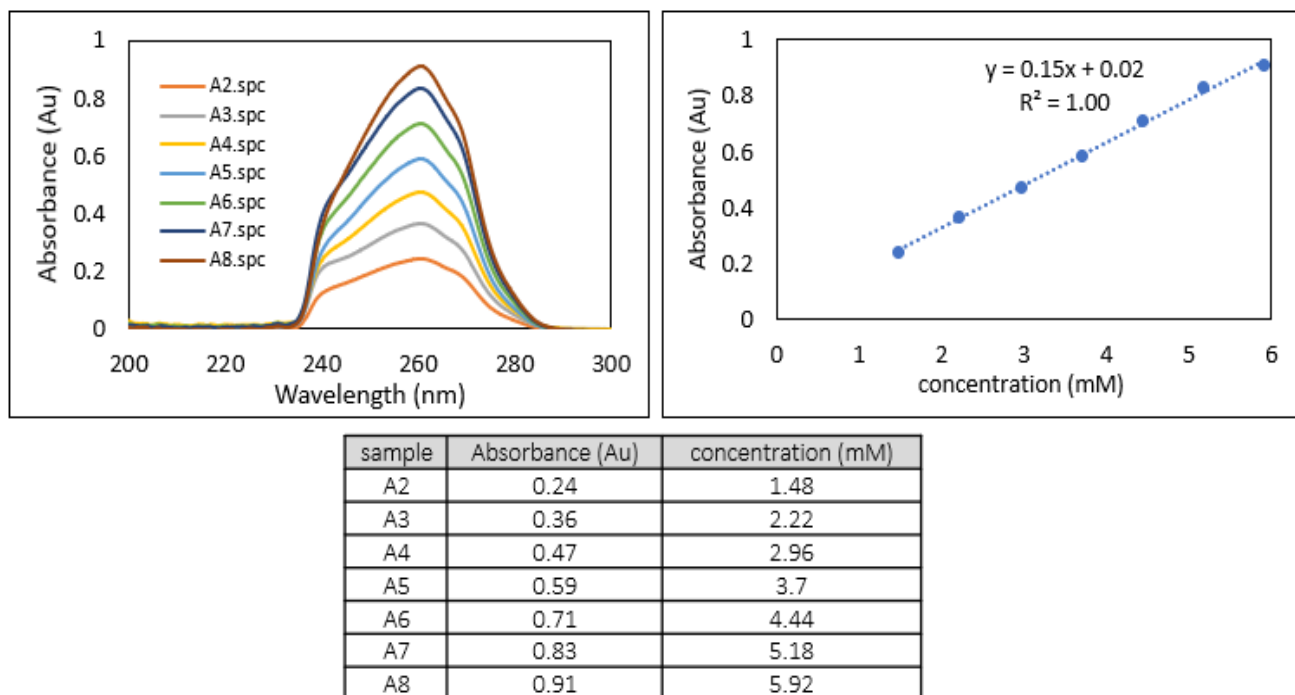 1
0.8
0.6
0.4
0.2
0
Absorbance (Au)
A2.spc
A3.spc
A4.spc
A5.spc
A6.spc
A7.spc
A8.spc
200 220 240 260 280 300
Wavelength (nm)
1
0.8
0.6
0.4
0.2
0
Absorbance (Au)
y = 0.15x + 0.02
R² = 1.00
0 1 2 3 4 5 6
concentration (mM)
sample Absorbance (Au) concentration (mM)
A2 0.24 1.48
A3 0.36 2.22
A4 0.47 2.96
A5 0.59 3.7
A6 0.71 4.44
A7 0.83 5.18
A8 0.91 5.92